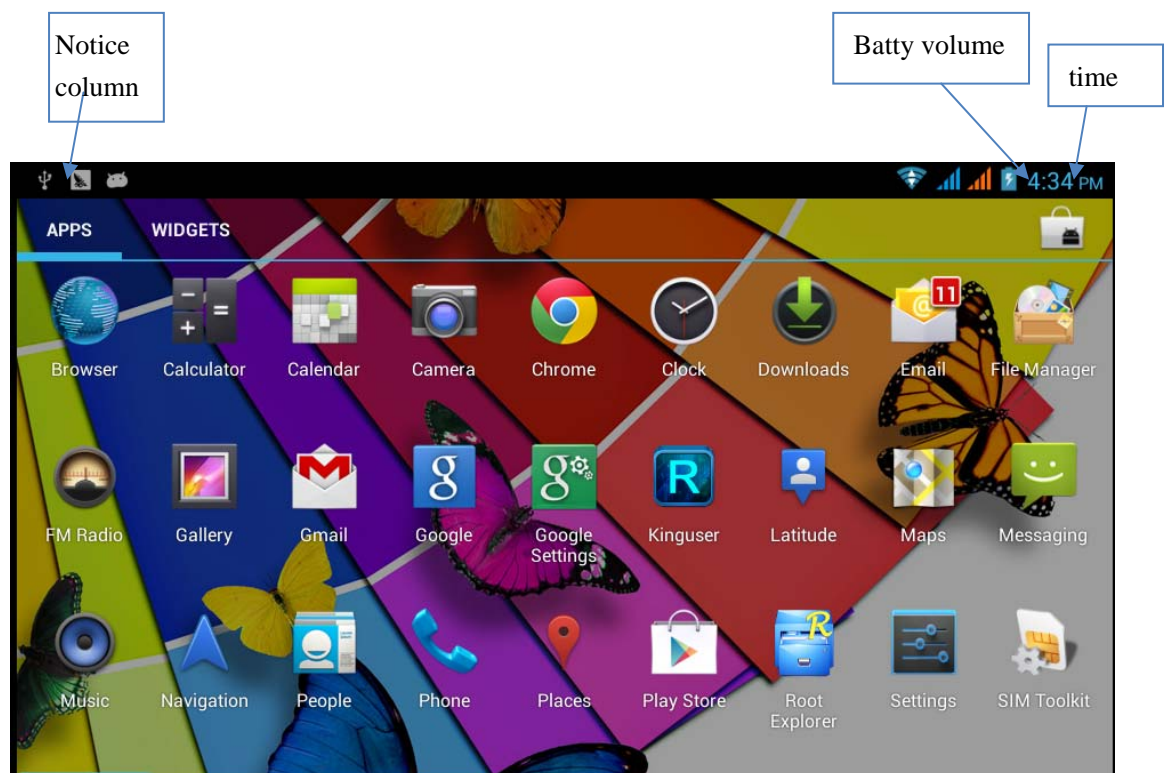 Notice
column
Batty volume
time
4:34 PM
APPS WIDGETS
11
Browser Calculator Calendar Camera Chrome Clock Downloads Email File Manager
g g R
FM Radio Gallery Gmail Google Google Kinguser Latitude Maps Messaging
Settings
R
Music Navigation People Phone Places Play Store Root Settings SIM Toolkit
Explorer